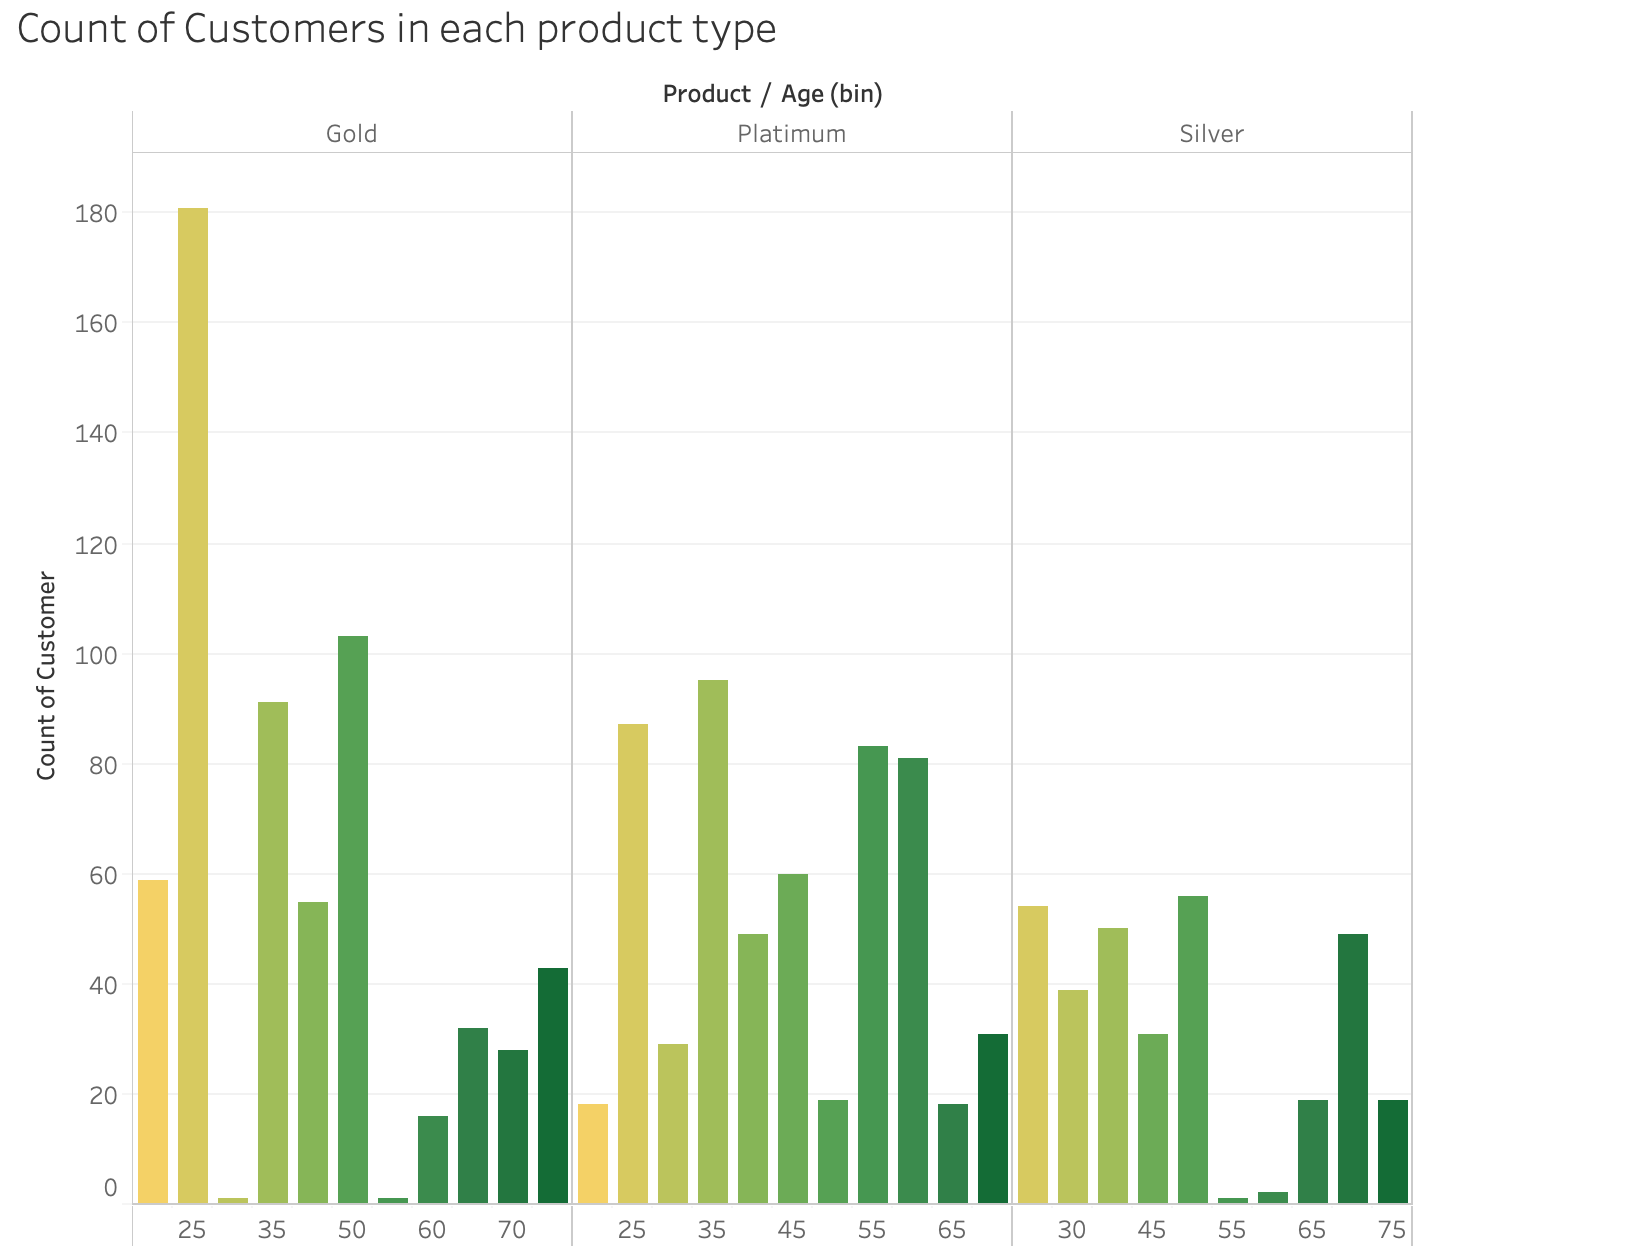 Count of Customers in each product type
Product / Age (bin)
Gold Platimum Silver
180
160
140
120
100
80
60
40
20
0
Count of Customer
25 35 50 60 70 25 35 45 55 65 30 45 55 65 75